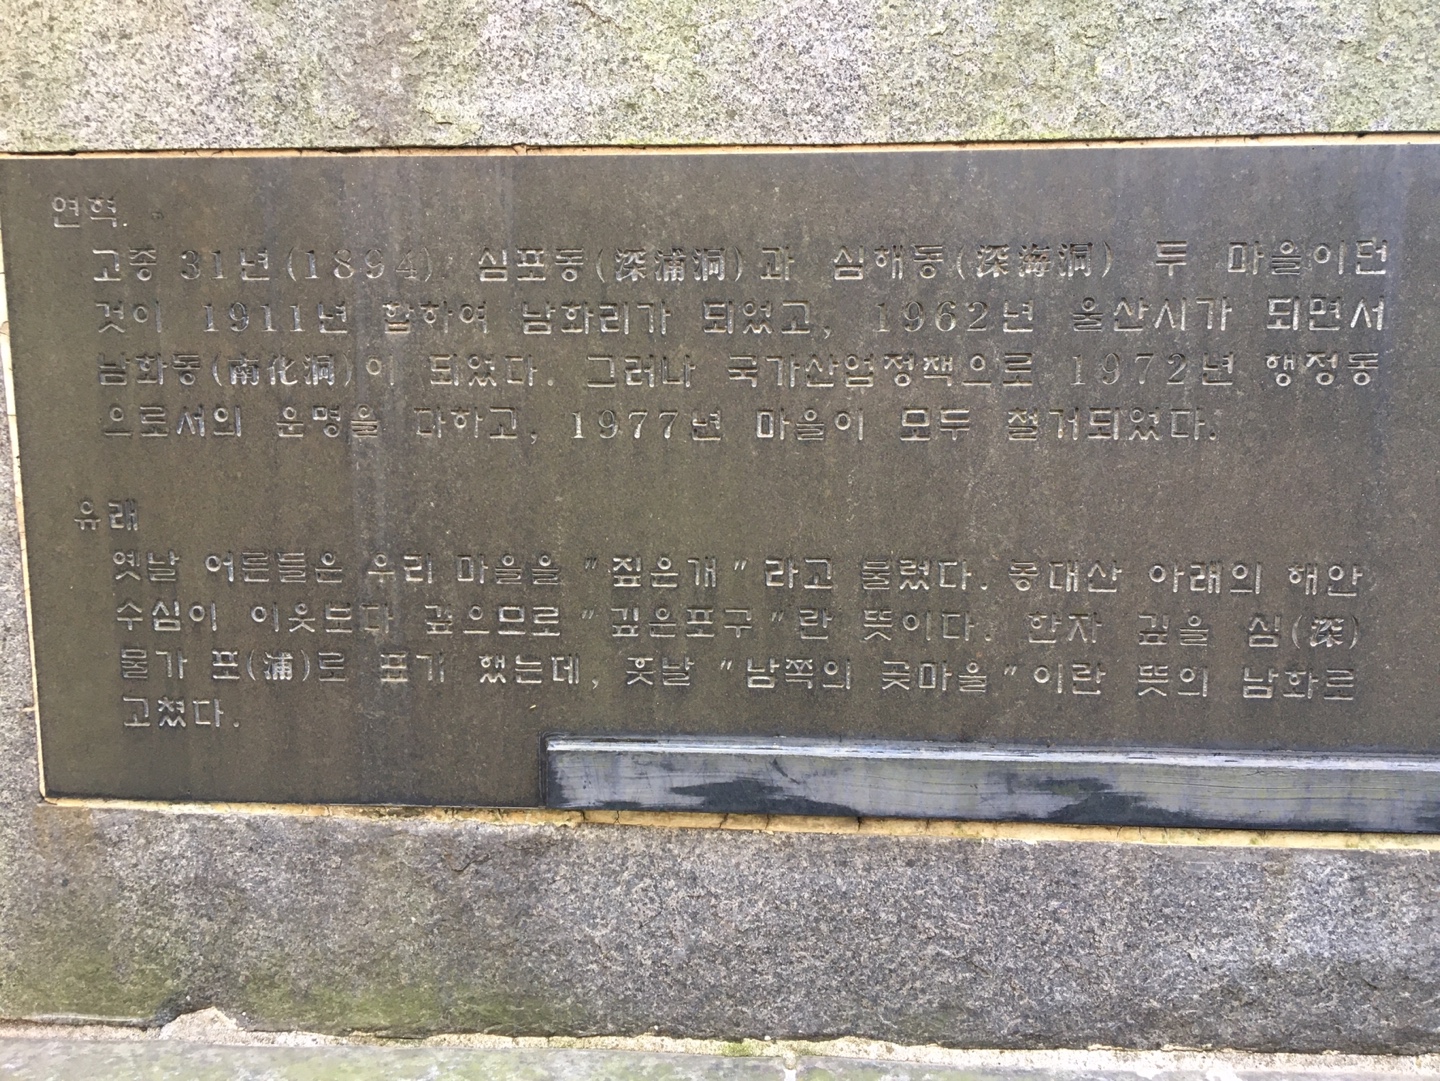 연혁.
고종 31년(1894) 심포동(深浦洞)과 심해동(深海洞) 두 마을이던
것이 1911년 합하여 남화리가 되었고, 1962년 울산시가 되면서
남화동(南化洞)이 되었다. 그러나 국가산업정책으로 1972년 행정동
으로서의 운명을 다하고, 1977년 마을이 모두 철거되었다.
유래
옛날 어른들은 우리 마을을 "짚은개"라고 불렀다. 동대산 아래의 해안
수심이 이웃보다 깊으므로 "깊은포구"란 뜻이다. 한자 깊을 심(深)
물가 포(浦)로 표기 했는데, 훗날 "남쪽의 곶마을"이란 뜻의 남화로
고쳤다.